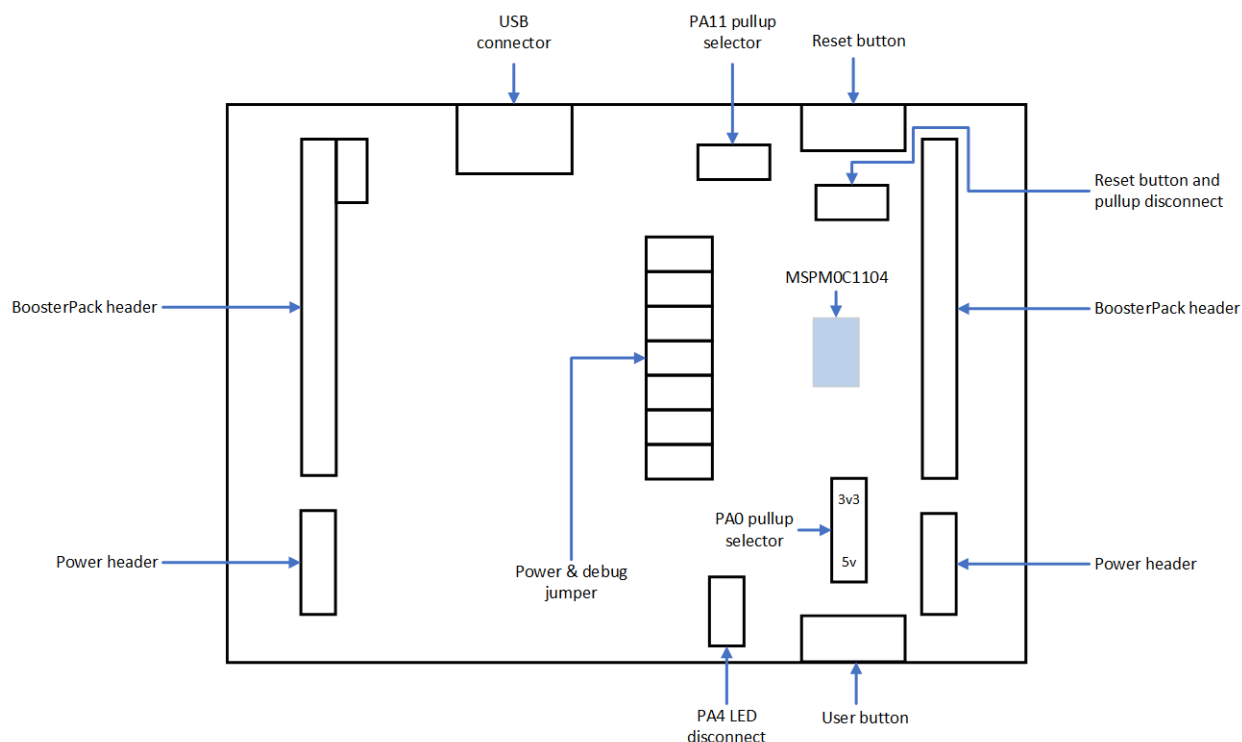 USB
connector
PA11 pullup
selector
Reset button
Reset button and
pullup disconnect
MSPM0C1104
BoosterPack header
BoosterPack header
3v3
PA0 pullup
selector
5v
Power header
Power & debug
jumper
Power header
PA4 LED
disconnect
User button